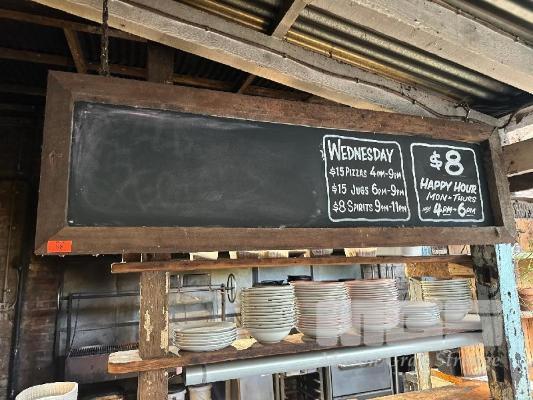 WEDNESDAY
$15 PIZZAS 4PM-9PM
$15 JUGS 6PM-9PM
$8 SPIRITS 9PM-11PM
$8
HAPPY HOUR
MON-THURS
4PM-6PM